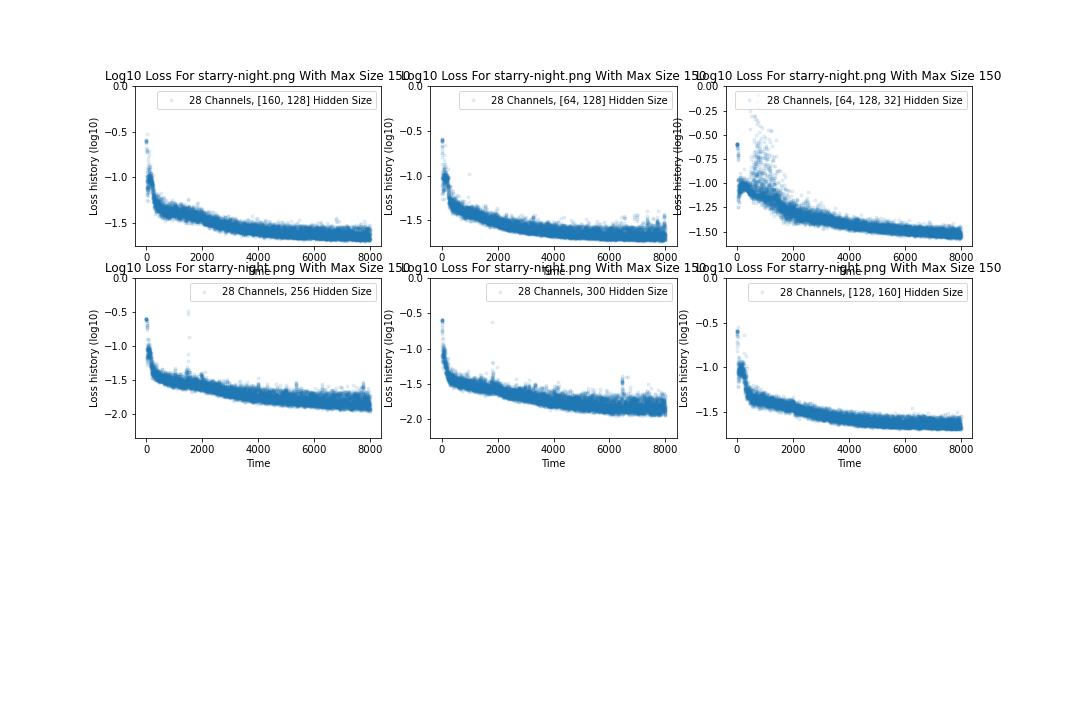 Log10 Loss For starry-night.png With Max Size 150
28 Channels, [160, 128] Hidden Size
Loss history (log10)
0.0
−0.5
−1.0
−1.5
0 2000 4000 6000 8000
Time
Log10 Loss For starry-night.png With Max Size 150
28 Channels, [64, 128] Hidden Size
Loss history (log10)
0.0
−0.5
−1.0
−1.5
0 2000 4000 6000 8000
Time
Log10 Loss For starry-night.png With Max Size 150
28 Channels, [64, 128, 32] Hidden Size
Loss history (log10)
0.00
−0.25
−0.50
−0.75
−1.00
−1.25
−1.50
0 2000 4000 6000 8000
Log10 Loss For starry-night.png With Max Size 150
28 Channels, 256 Hidden Size
Loss history (log10)
0.0
−0.5
−1.0
−1.5
−2.0
0 2000 4000 6000 8000
Time
Log10 Loss For starry-night.png With Max Size 150
28 Channels, 300 Hidden Size
Loss history (log10)
0.0
−0.5
−1.0
−1.5
−2.0
0 2000 4000 6000 8000
Time
Log10 Loss For starry-night.png With Max Size 150
28 Channels, [128, 160] Hidden Size
Loss history (log10)
0.0
−0.5
−1.0
−1.5
0 2000 4000 6000 8000
Time